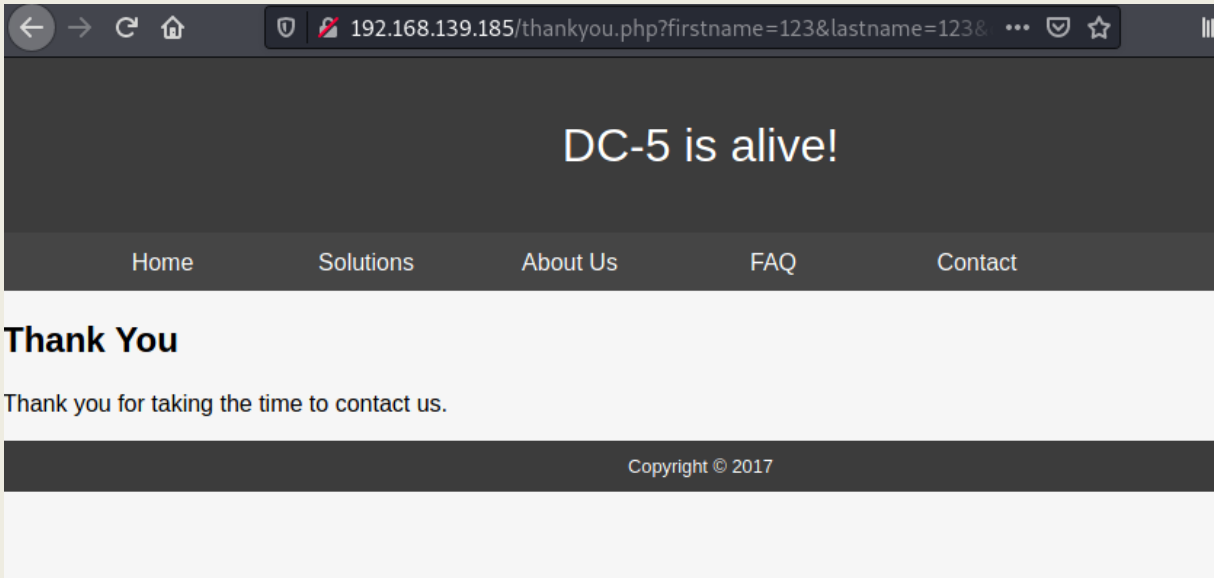 192.168.139.185/thankyou.php?firstname=123&lastname=123&
DC-5 is alive!
Home Solutions About Us FAQ Contact
Thank You
Thank you for taking the time to contact us.
Copyright © 2017